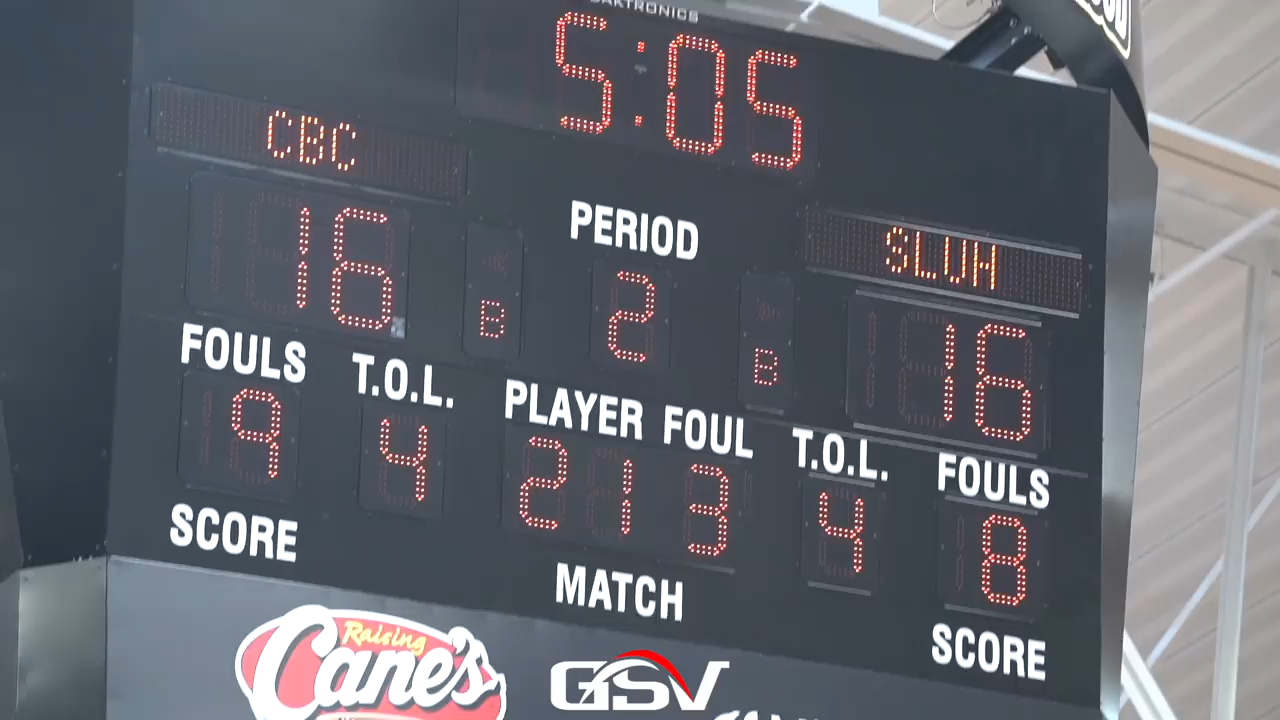 DAKTRONICS
5:05
CBC
PERIOD
SLUH
16 B 2 B 16
FOULS T.O.L. PLAYER FOUL T.O.L. FOULS
9 4 21 3 4 8
SCORE MATCH SCORE
Raising
Cane's
GSV